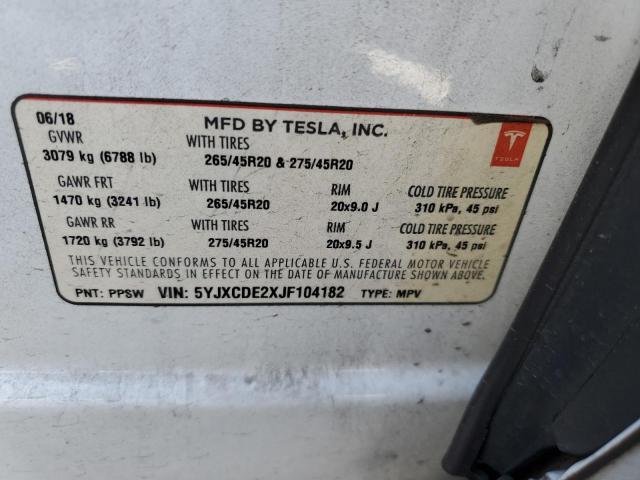 06/18 MFD BY TESLA, INC.
GVWR WITH TIRES
3079 kg (6788 lb) 265/45R20 & 275/45R20
TESLA
GAWR FRT WITH TIRES RIM COLD TIRE PRESSURE
1470 kg (3241 lb) 265/45R20 20x9.0 J 310 kPa, 45 psi
GAWR RR WITH TIRES RIM COLD TIRE PRESSURE
1720 kg (3792 lb) 275/45R20 20x9.5 J 310 kPa, 45 psi
THIS VEHICLE CONFORMS TO ALL APPLICABLE U.S. FEDERAL MOTOR VEHICLE
SAFETY STANDARDS IN EFFECT ON THE DATE OF MANUFACTURE SHOWN ABOVE.
PNT: PPSW VIN: 5YJXCDE2XJF104182 TYPE: MPV